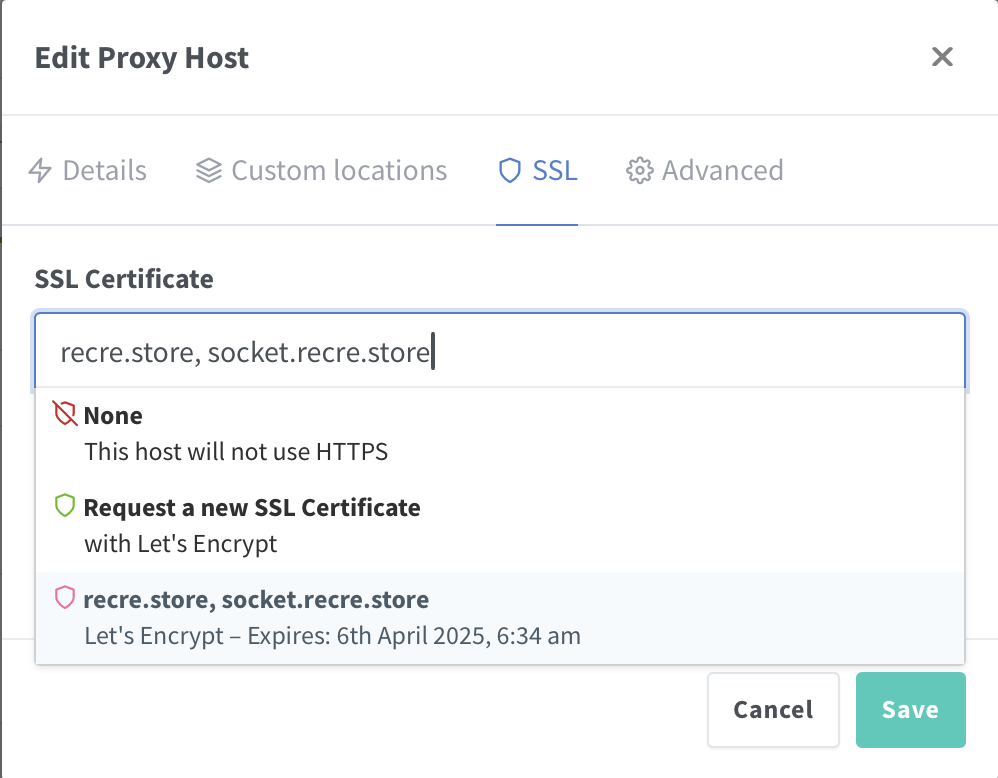 Edit Proxy Host
Details
Custom locations
SSL
Advanced
SSL Certificate
recre.store, socket.recre.store
None
This host will not use HTTPS
Request a new SSL Certificate
with Let's Encrypt
recre.store, socket.recre.store
Let's Encrypt – Expires: 6th April 2025, 6:34 am
Cancel
Save